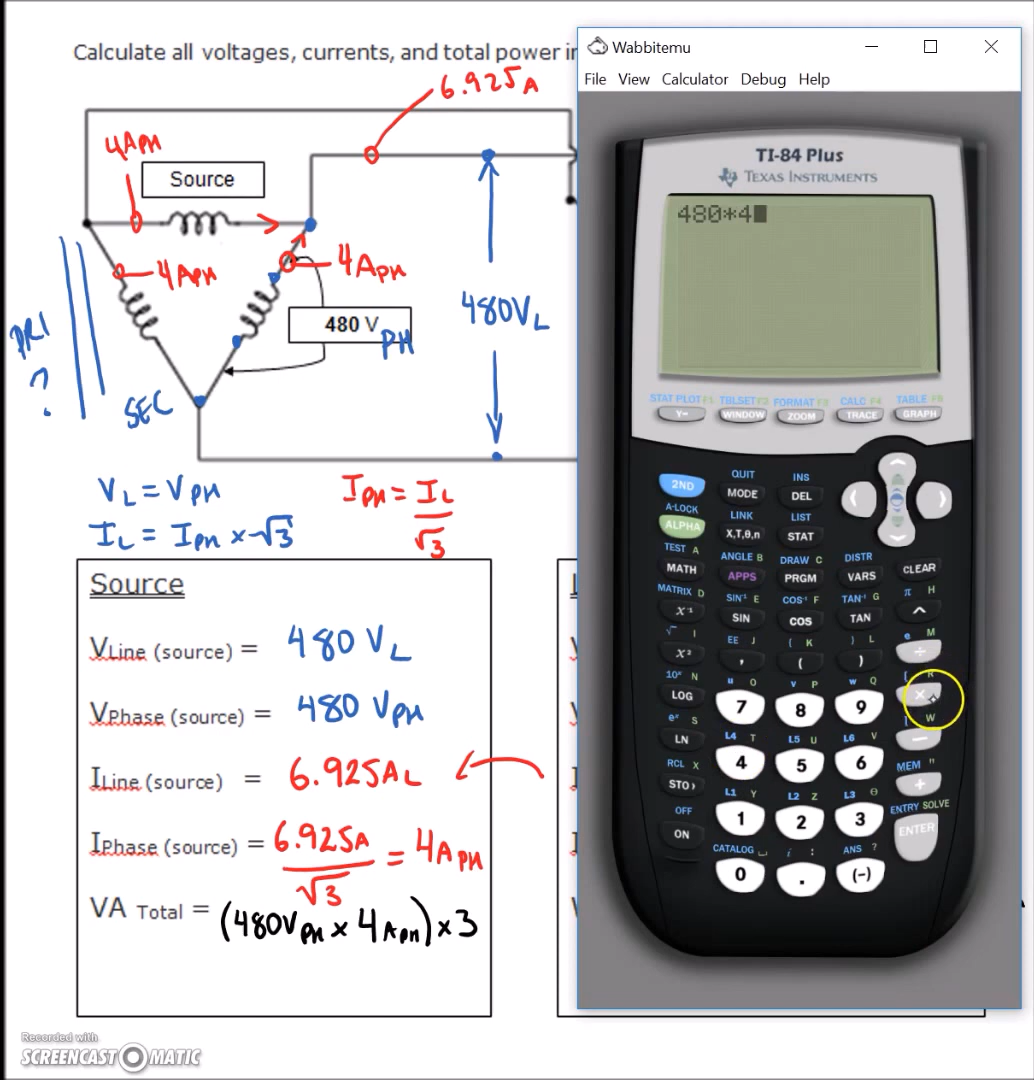 Calculate all voltages, currents, and total power in
6.925A
4APH
Source
4APH
4APH
480 V PH
480VL
PRI
?
SEC
VL = VPH
IL = IPH × √3
IPH = IL
√3
Source
VLine (source) = 480 VL
VPhase (source) = 480 VPH
ILine (source) = 6.925AL
IPhase (source) = 6.925A = 4APH
√3
VA Total = (480VPH × 4APH) × 3
Recorded with
SCREENCAST-O-MATIC
Wabbitemu
File View Calculator Debug Help
TI-84 Plus
TEXAS INSTRUMENTS
480*4
STAT PLOT F1 TBLSET F2 FORMAT F3 CALC F4 TABLE F5
Y= WINDOW ZOOM TRACE GRAPH
QUIT INS
2ND MODE DEL
A-LOCK LINK LIST
ALPHA X,T,θ,n STAT
TEST A ANGLE B DRAW C DISTR
MATH APPS PRGM VARS CLEAR
MATRIX D SIN⁻¹ E COS⁻¹ F TAN⁻¹ G π H
X⁻¹ SIN COS TAN ^
√ I EE J { K } L e M
X² , ( ) ÷
10ˣ N u O v P w Q [ R
LOG 7 8 9 ×
eˣ S L4 T L5 U L6 V ] W
LN 4 5 6 −
RCL X L1 Y L2 Z L3 θ MEM "
STO› 1 2 3 +
OFF CATALOG i : ANS ? ENTRY SOLVE
ON 0 . (−) ENTER